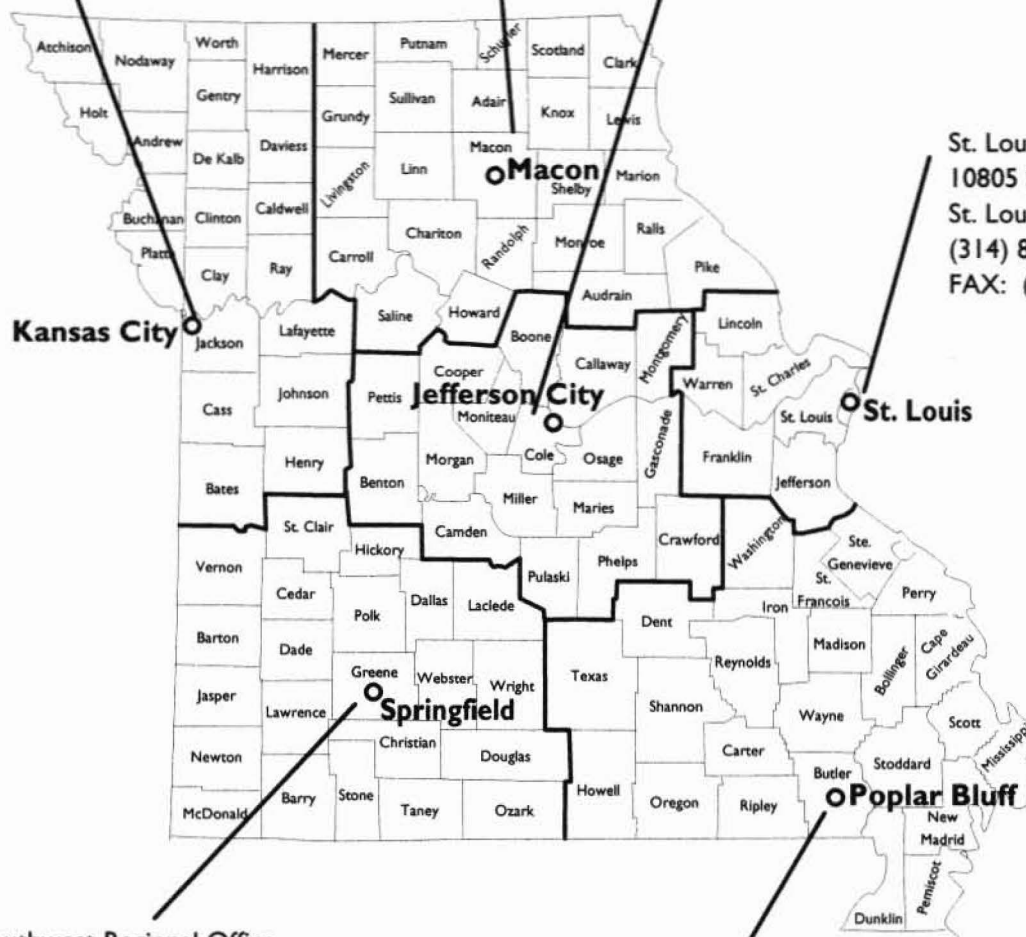 Atchison
Nodaway
Worth
Harrison
Mercer
Putnam
Schuyler
Scotland
Clark
Holt
Gentry
Grundy
Sullivan
Adair
Knox
Lewis
Andrew
De Kalb
Daviess
Livingston
Linn
Macon
Macon
Shelby
Marion
St. Lou
10805
St. Lou
(314) 8
FAX: (
Buchanan
Clinton
Caldwell
Carroll
Chariton
Randolph
Monroe
Ralls
Pike
Platte
Clay
Ray
Saline
Howard
Audrain
Kansas City
Jackson
Lafayette
Boone
Callaway
Montgomery
Lincoln
Cass
Johnson
Pettis
Cooper
Jefferson City
Moniteau
Warren
St. Charles
St. Louis
St. Louis
Bates
Henry
Benton
Morgan
Cole
Osage
Gasconade
Franklin
Jefferson
Miller
Maries
St. Clair
Hickory
Camden
Pulaski
Phelps
Crawford
Washington
Ste.
Genevieve
St.
Francois
Perry
Vernon
Cedar
Polk
Dallas
Laclede
Dent
Iron
Madison
Bollinger
Cape
Girardeau
Barton
Dade
Greene
Webster
Wright
Texas
Shannon
Reynolds
Wayne
Scott
Mississippi
Jasper
Lawrence
Springfield
Christian
Douglas
Carter
Butler
Stoddard
Newton
Barry
Stone
Taney
Ozark
Howell
Oregon
Ripley
Poplar Bluff
McDonald
New
Madrid
Pemiscot
Dunklin